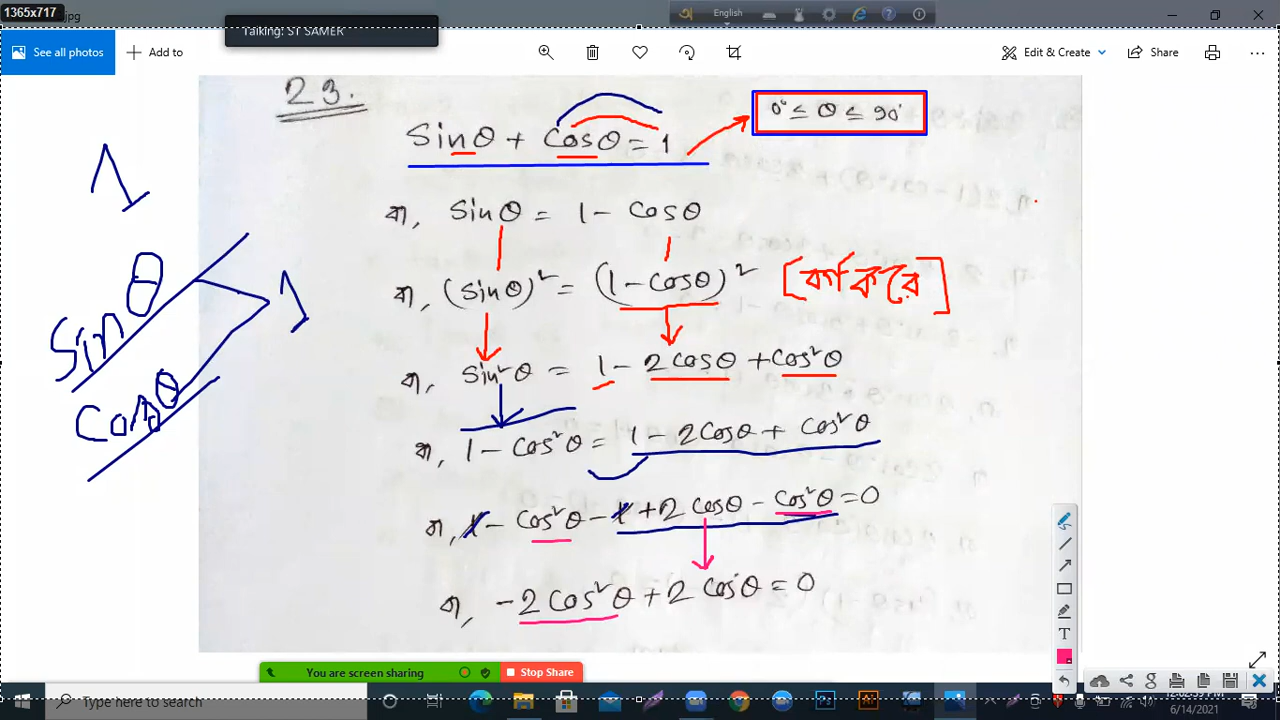 1365x717
.jpg
Talking: ST SAMER
English
See all photos
Add to
Edit & Create
Share
23.
Sinθ + Cosθ = 1
0° ≤ θ ≤ 90°
বা, Sinθ = 1 - Cosθ
বা, (Sinθ)² = (1 - Cosθ)² [বর্গ করে]
বা, Sin²θ = 1 - 2Cosθ + Cos²θ
বা, 1 - Cos²θ = 1 - 2Cosθ + Cos²θ
বা, 1 - Cos²θ - 1 + 2Cosθ - Cos²θ = 0
বা, -2Cos²θ + 2Cosθ = 0
1
Sinθ
1
Cosθ
T
You are screen sharing
Stop Share
Type here to search
6/14/2021